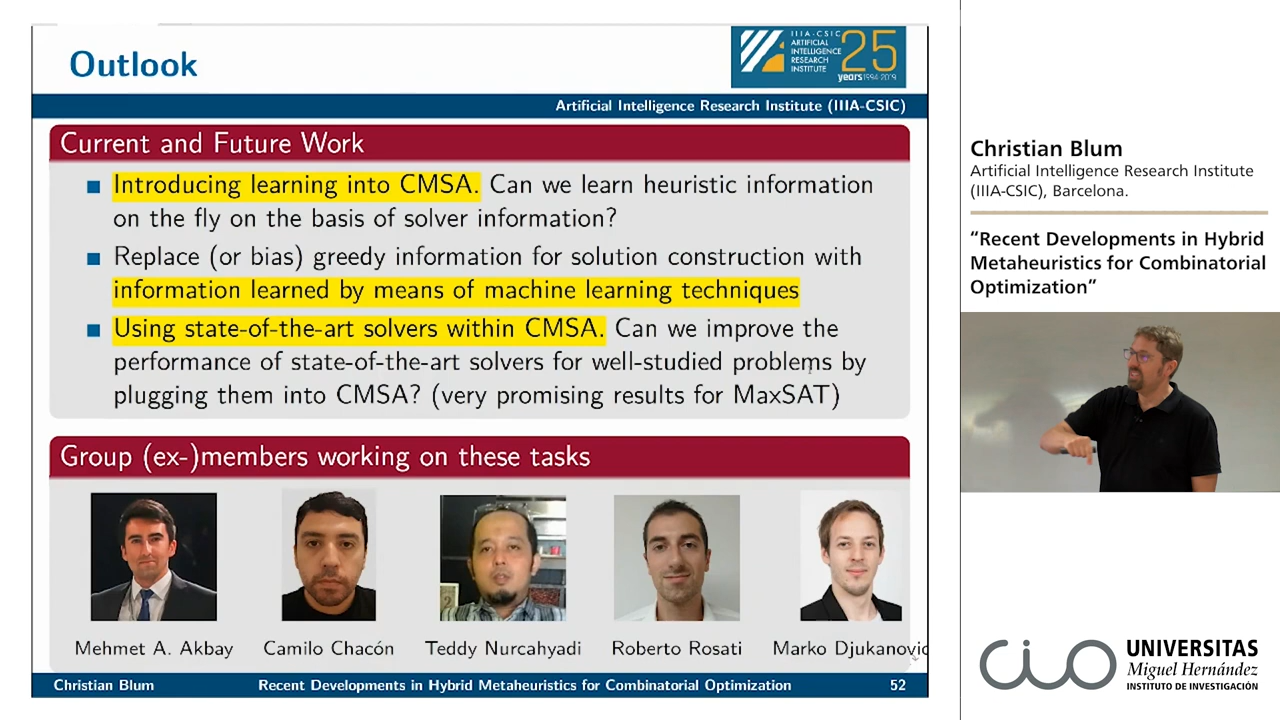 Outlook
IIIA-CSIC
ARTIFICIAL
INTELLIGENCE
RESEARCH
INSTITUTE
25
years 1994-2019
Artificial Intelligence Research Institute (IIIA-CSIC)
Current and Future Work
Introducing learning into CMSA. Can we learn heuristic information
on the fly on the basis of solver information?
Replace (or bias) greedy information for solution construction with
information learned by means of machine learning techniques
Using state-of-the-art solvers within CMSA. Can we improve the
performance of state-of-the-art solvers for well-studied problems by
plugging them into CMSA? (very promising results for MaxSAT)
Group (ex-)members working on these tasks
Mehmet A. Akbay Camilo Chacón Teddy Nurcahyadi Roberto Rosati Marko Djukanovic
Christian Blum Recent Developments in Hybrid Metaheuristics for Combinatorial Optimization 52
Christian Blum
Artificial Intelligence Research Institute
(IIIA-CSIC), Barcelona.
“Recent Developments in Hybrid
Metaheuristics for Combinatorial
Optimization”
cio
UNIVERSITAS
Miguel Hernández
INSTITUTO DE INVESTIGACIÓN